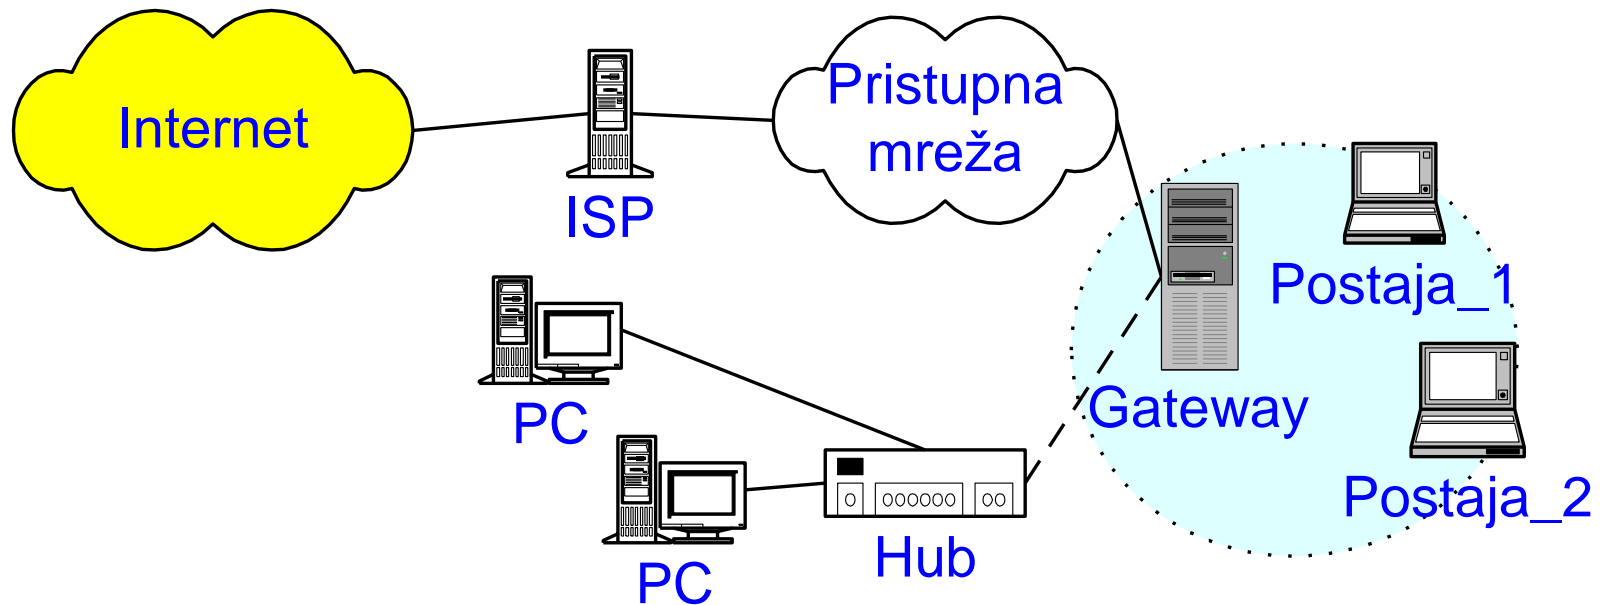 Internet
ISP
Pristupna
mreža
Postaja_1
Gateway
Postaja_2
PC
PC
Hub